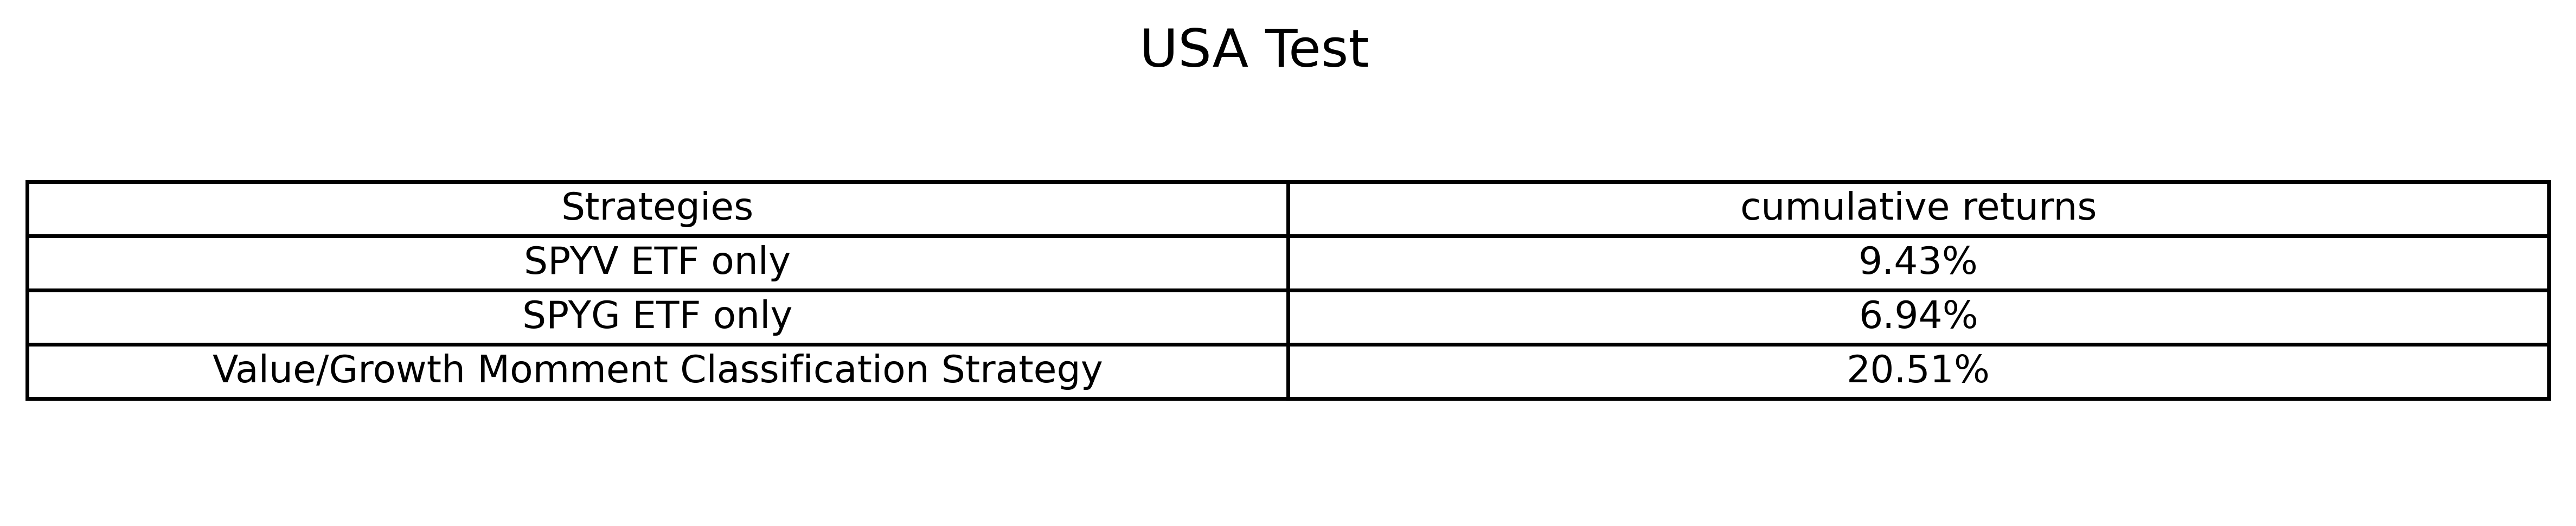 USA Test
Strategies cumulative returns
SPYV ETF only 9.43%
SPYG ETF only 6.94%
Value/Growth Momment Classification Strategy 20.51%